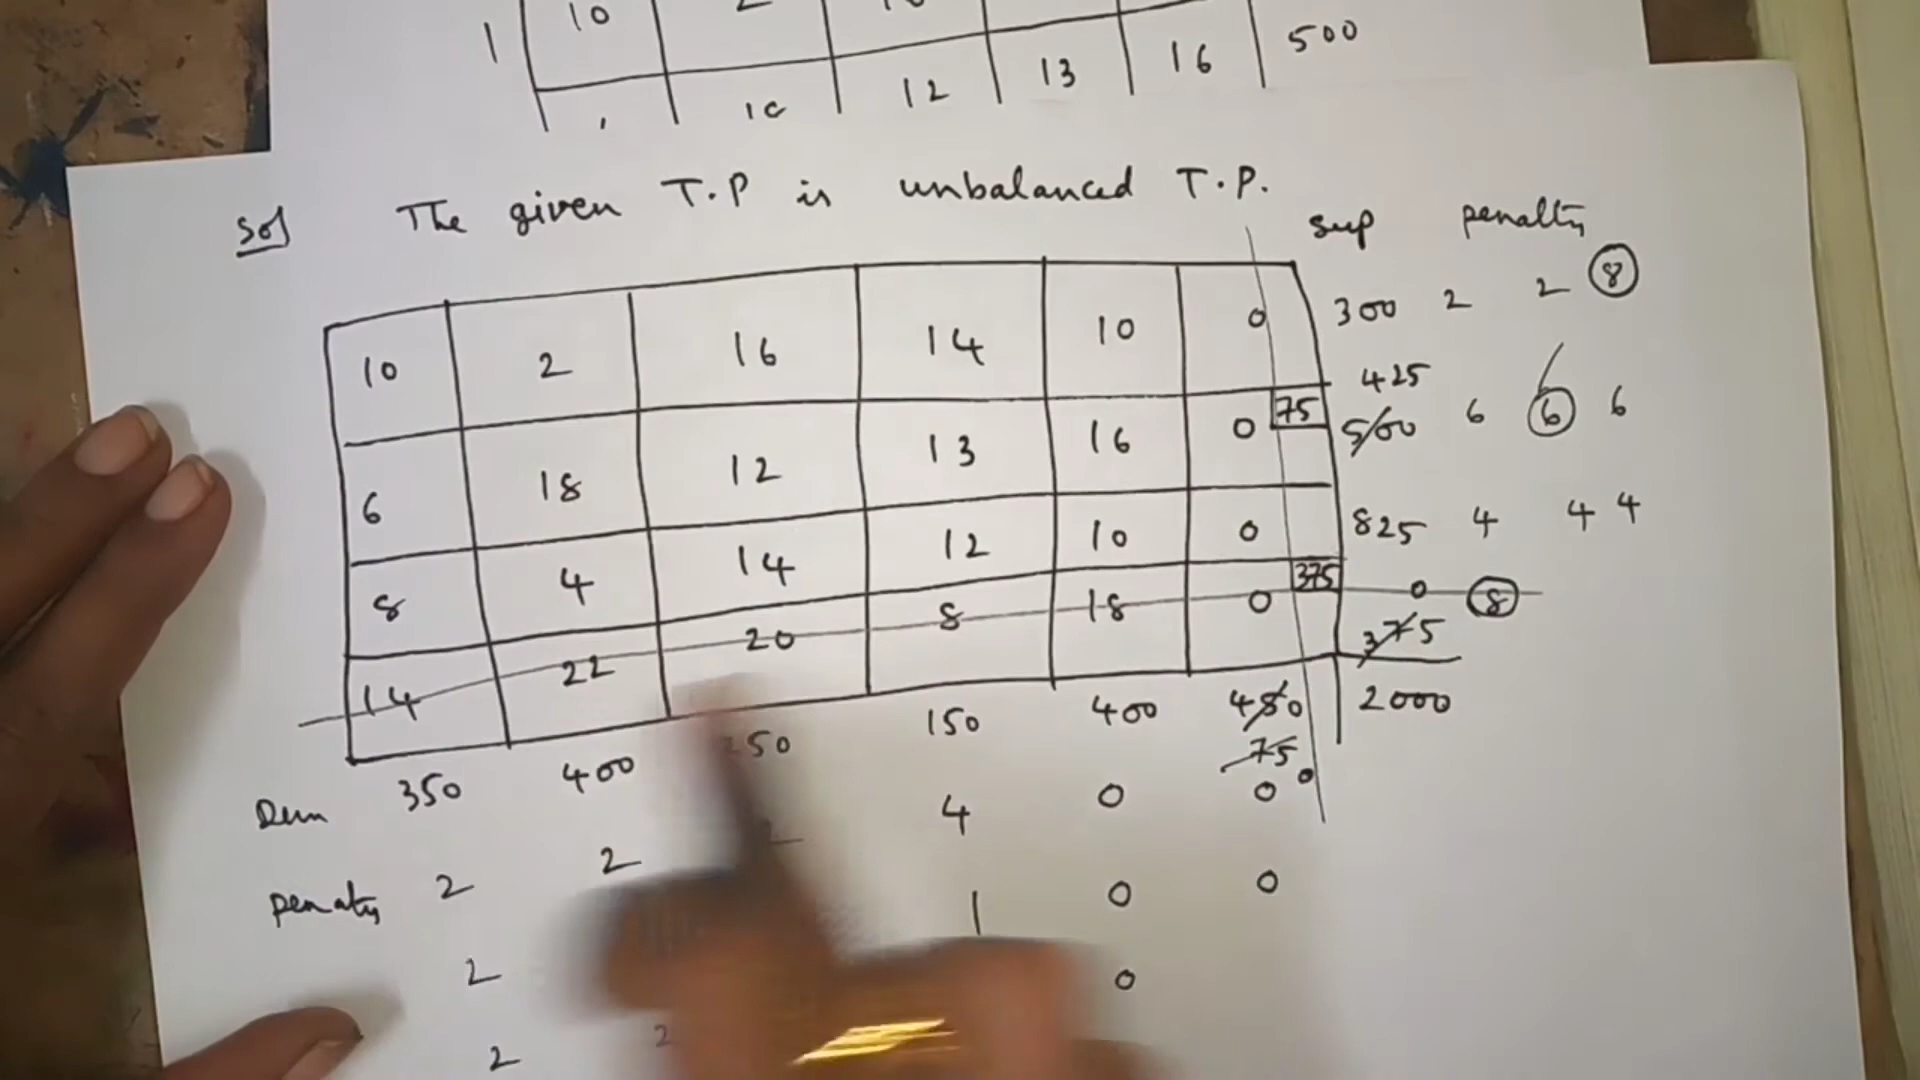 10
1 500
12 13 16
Sol The given T.P is unbalanced T.P.
Sup penalty
10 2 16 14 10 0 300 2 2 8
425
6 18 12 13 16 0 75 500 6 6 6
8 4 14 12 10 0 825 4 4 4
14 22 20 8 18 0 375 375 0 8
2000
Dem 350 400 250 150 400 450
75
0
penalty 2 2 4 0 0
2 1 0 0
2 2 0